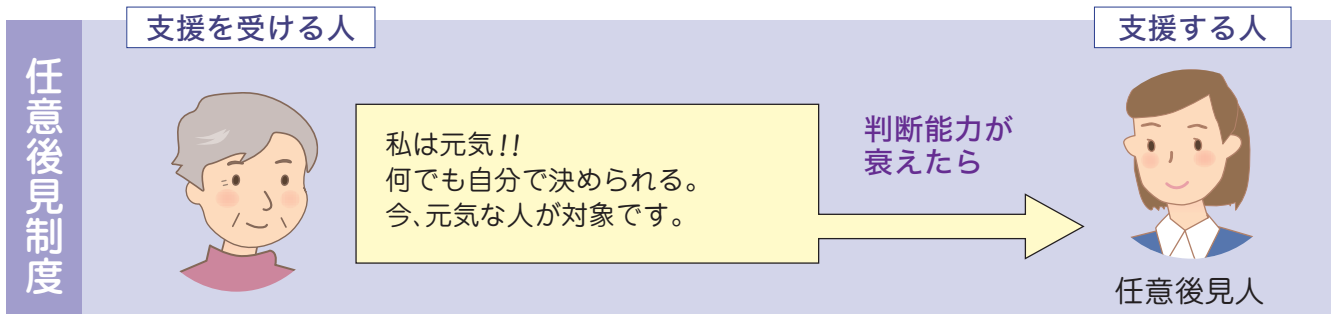 任意後見制度
支援を受ける人
私は元気!!
何でも自分で決められる。
今、元気な人が対象です。
判断能力が
衰えたら
支援する人
任意後見人